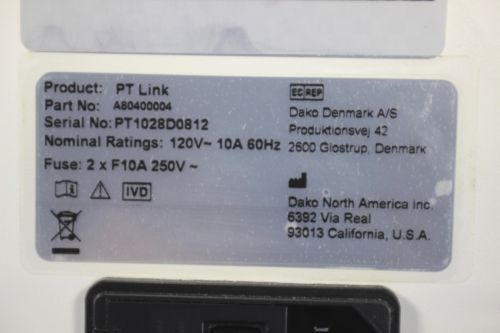 Product: PT Link
Part No: A80400004
Serial No: PT1028D0812
Nominal Ratings: 120V~ 10A 60Hz
Fuse: 2 x F10A 250V ~
IVD
EC REP
Dako Denmark A/S
Produktionsvej 42
2600 Glostrup, Denmark
Dako North America Inc.
6392 Via Real
93013 California, U.S.A.